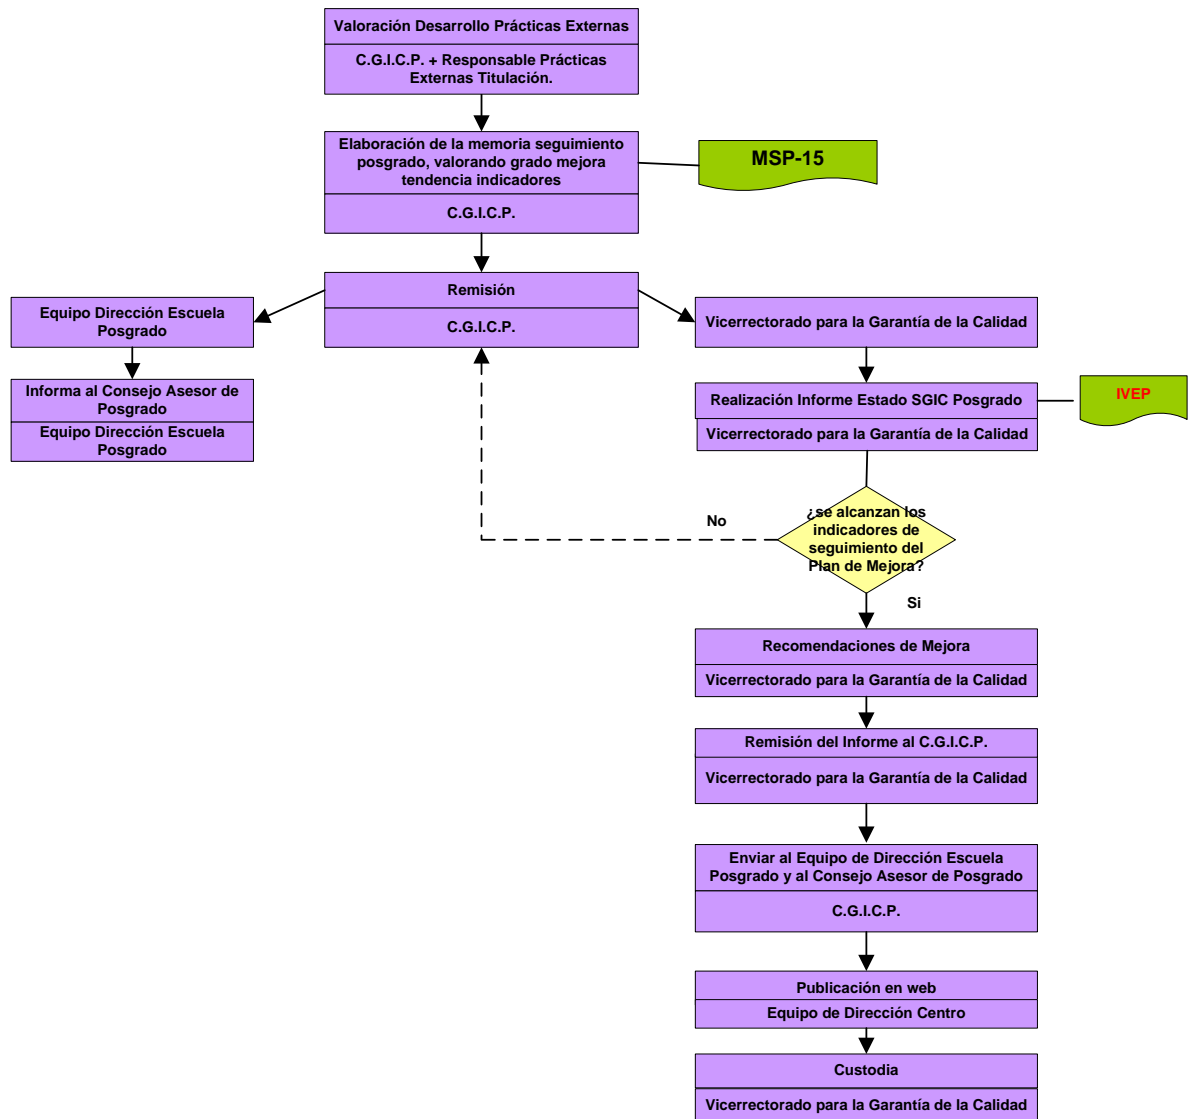 Valoración Desarrollo Prácticas Externas
C.G.I.C.P. + Responsable Prácticas
Externas Titulación.
Elaboración de la memoria seguimiento
posgrado, valorando grado mejora
tendencia indicadores
C.G.I.C.P.
MSP-15
Remisión
C.G.I.C.P.
Equipo Dirección Escuela
Posgrado
Informa al Consejo Asesor de
Posgrado
Equipo Dirección Escuela
Posgrado
Vicerrectorado para la Garantía de la Calidad
Realización Informe Estado SGIC Posgrado
Vicerrectorado para la Garantía de la Calidad
IVEP
¿se alcanzan los
indicadores de
seguimiento del
Plan de Mejora?
No
Si
Recomendaciones de Mejora
Vicerrectorado para la Garantía de la Calidad
Remisión del Informe al C.G.I.C.P.
Vicerrectorado para la Garantía de la Calidad
Enviar al Equipo de Dirección Escuela
Posgrado y al Consejo Asesor de Posgrado
C.G.I.C.P.
Publicación en web
Equipo de Dirección Centro
Custodia
Vicerrectorado para la Garantía de la Calidad